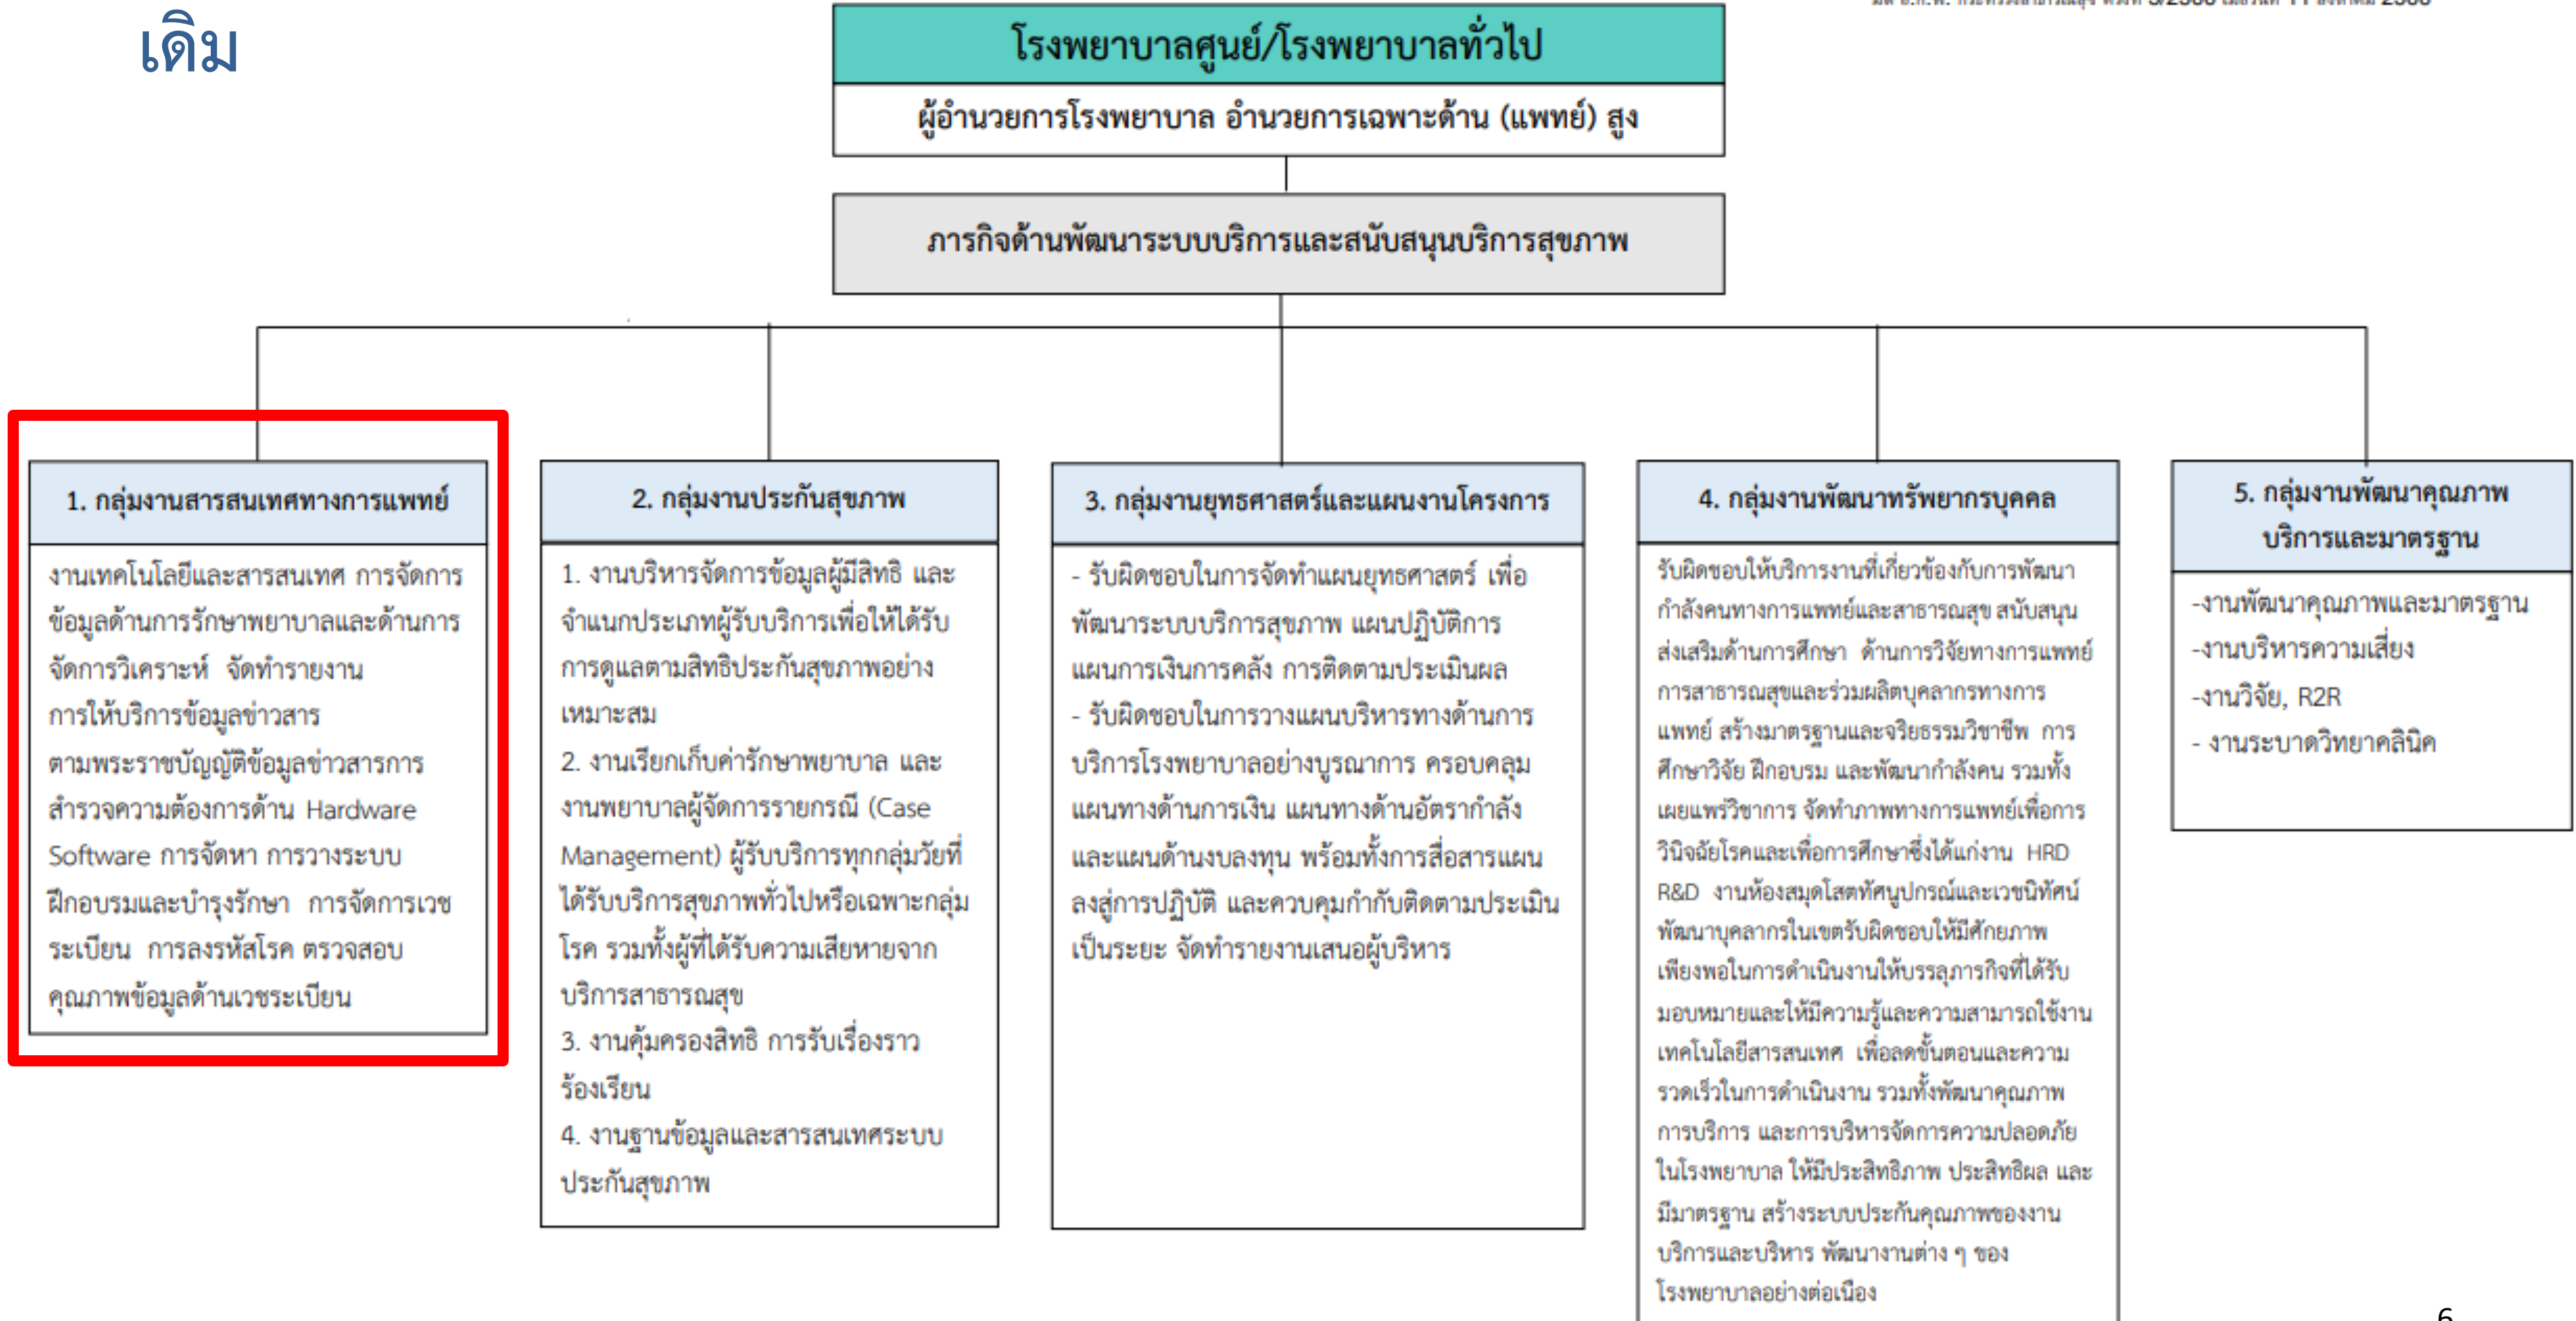 เดิม
โรงพยาบาลศูนย์/โรงพยาบาลทั่วไป
ผู้อำนวยการโรงพยาบาล อำนวยการเฉพาะด้าน (แพทย์) สูง
ภารกิจด้านพัฒนาระบบบริการและสนับสนุนบริการสุขภาพ
1. กลุ่มงานสารสนเทศทางการแพทย์
งานเทคโนโลยีและสารสนเทศ การจัดการ
ข้อมูลด้านการรักษาพยาบาลและด้านการ
จัดการวิเคราะห์ จัดทำรายงาน
การให้บริการข้อมูลข่าวสาร
ตามพระราชบัญญัติข้อมูลข่าวสารการ
สำรวจความต้องการด้าน Hardware
Software การจัดหา การวางระบบ
ฝึกอบรมและบำรุงรักษา การจัดการเวช
ระเบียน การลงรหัสโรค ตรวจสอบ
คุณภาพข้อมูลด้านเวชระเบียน
2. กลุ่มงานประกันสุขภาพ
1. งานบริหารจัดการข้อมูลผู้มีสิทธิ และ
จำแนกประเภทผู้รับบริการเพื่อให้ได้รับ
การดูแลตามสิทธิประกันสุขภาพอย่าง
เหมาะสม
2. งานเรียกเก็บค่ารักษาพยาบาล และ
งานพยาบาลผู้จัดการรายกรณี (Case
Management) ผู้รับบริการทุกกลุ่มวัยที่
ได้รับบริการสุขภาพทั่วไปหรือเฉพาะกลุ่ม
โรค รวมทั้งผู้ที่ได้รับความเสียหายจาก
บริการสาธารณสุข
3. งานคุ้มครองสิทธิ การรับเรื่องราว
ร้องเรียน
4. งานฐานข้อมูลและสารสนเทศระบบ
ประกันสุขภาพ
3. กลุ่มงานยุทธศาสตร์และแผนงานโครงการ
- รับผิดชอบในการจัดทำแผนยุทธศาสตร์ เพื่อ
พัฒนาระบบบริการสุขภาพ แผนปฏิบัติการ
แผนการเงินการคลัง การติดตามประเมินผล
- รับผิดชอบในการวางแผนบริหารทางด้านการ
บริการโรงพยาบาลอย่างบูรณาการ ครอบคลุม
แผนทางด้านการเงิน แผนทางด้านอัตรากำลัง
และแผนด้านงบลงทุน พร้อมทั้งการสื่อสารแผน
ลงสู่การปฏิบัติ และควบคุมกำกับติดตามประเมิน
เป็นระยะ จัดทำรายงานเสนอผู้บริหาร
4. กลุ่มงานพัฒนาทรัพยากรบุคคล
รับผิดชอบให้บริการงานที่เกี่ยวข้องกับการพัฒนา
กำลังคนทางการแพทย์และสาธารณสุข สนับสนุน
ส่งเสริมด้านการศึกษา ด้านการวิจัยทางการแพทย์
การสาธารณสุขและร่วมผลิตบุคลากรทางการ
แพทย์ สร้างมาตรฐานและจริยธรรมวิชาชีพ การ
ศึกษาวิจัย ฝึกอบรม และพัฒนากำลังคน รวมทั้ง
เผยแพร่วิชาการ จัดทำภาพทางการแพทย์เพื่อการ
วินิจฉัยโรคและเพื่อการศึกษาซึ่งได้แก่งาน HRD
R&D งานห้องสมุดโสตทัศนูปกรณ์และเวชนิทัศน์
พัฒนาบุคลากรในเขตรับผิดชอบให้มีศักยภาพ
เพียงพอในการดำเนินงานให้บรรลุภารกิจที่ได้รับ
มอบหมายและให้มีความรู้และความสามารถใช้งาน
เทคโนโลยีสารสนเทศ เพื่อลดขั้นตอนและความ
รวดเร็วในการดำเนินงาน รวมทั้งพัฒนาคุณภาพ
การบริการ และการบริหารจัดการความปลอดภัย
ในโรงพยาบาล ให้มีประสิทธิภาพ ประสิทธิผล และ
มีมาตรฐาน สร้างระบบประกันคุณภาพของงาน
บริการและบริหาร พัฒนางานต่าง ๆ ของ
โรงพยาบาลอย่างต่อเนื่อง
5. กลุ่มงานพัฒนาคุณภาพ
บริการและมาตรฐาน
-งานพัฒนาคุณภาพและมาตรฐาน
-งานบริหารความเสี่ยง
-งานวิจัย, R2R
- งานระบาดวิทยาคลินิค
6